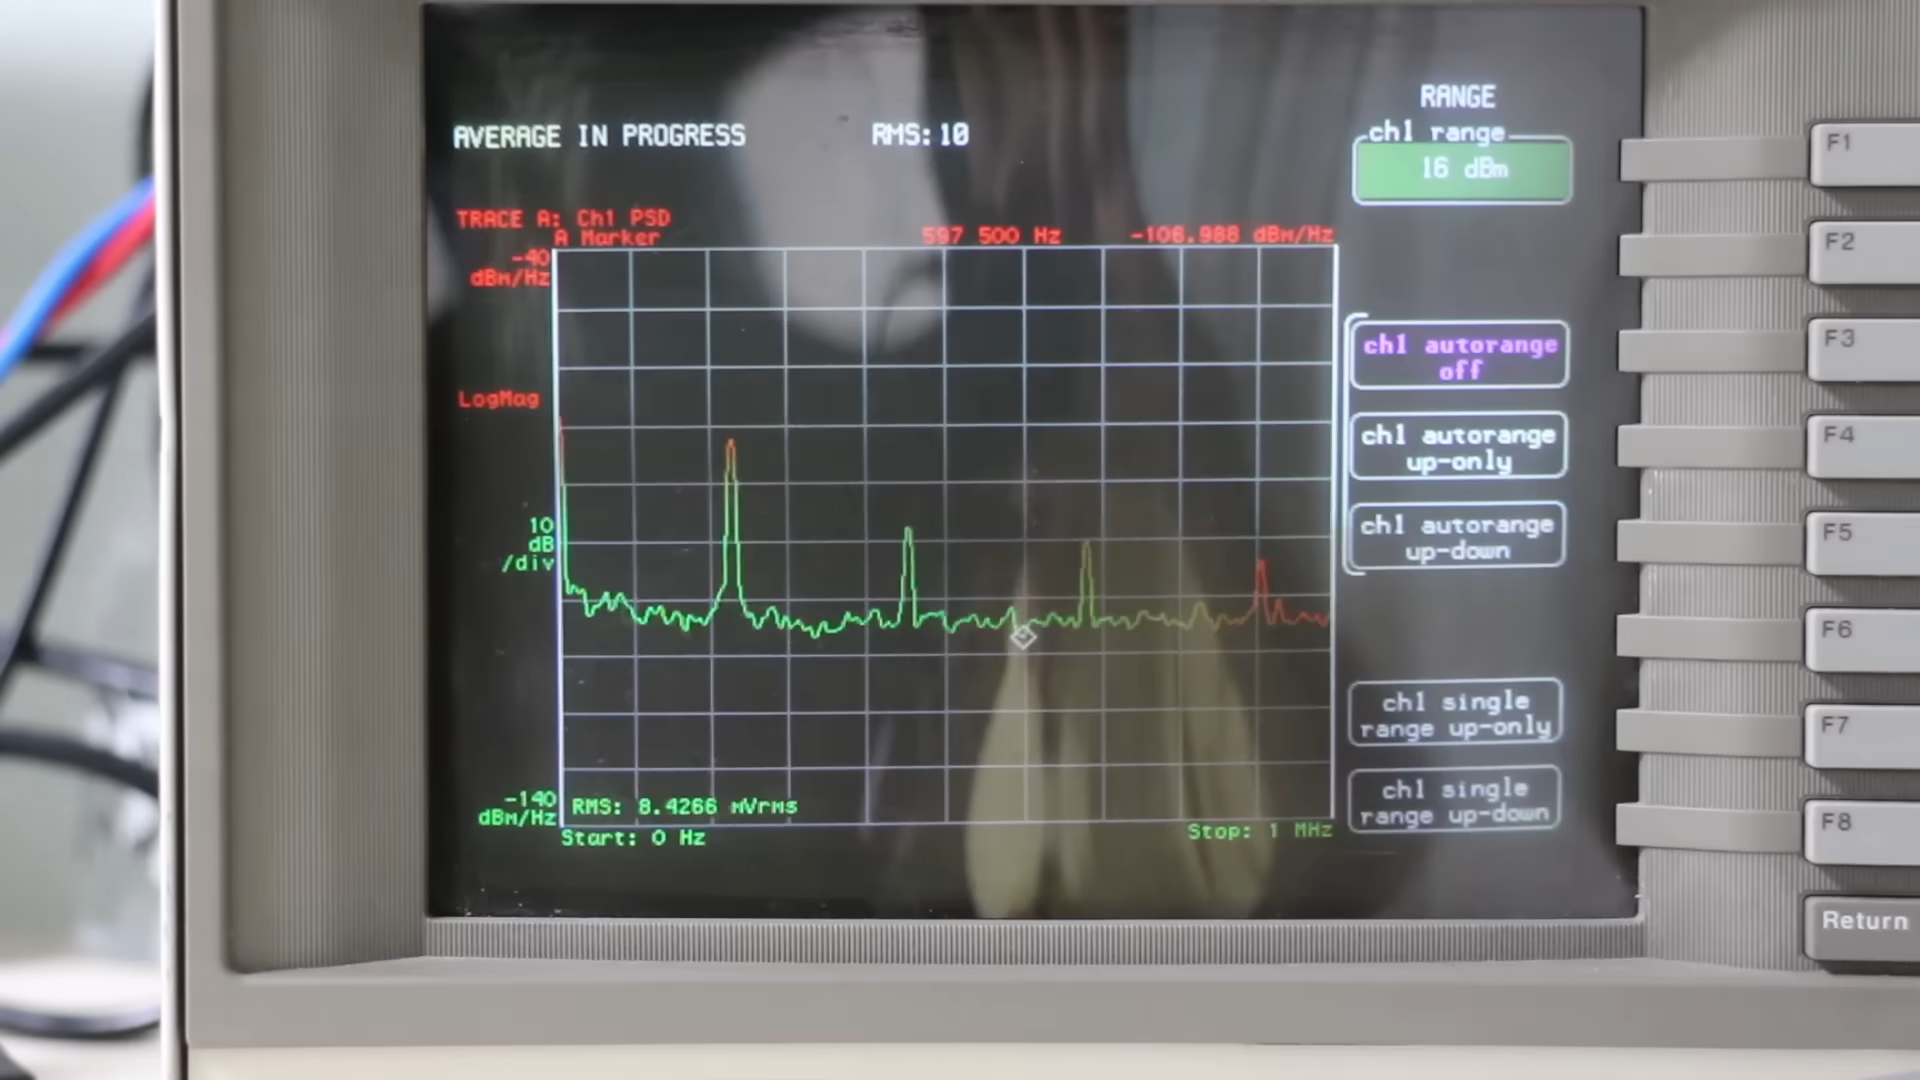 RANGE
AVERAGE IN PROGRESS RMS:10
ch1 range
16 dBm
TRACE A: Ch1 PSD
A Marker 597 500 Hz -106.988 dBm/Hz
-40
dBm/Hz
LogMag
10
dB
/div
-140
dBm/Hz
RMS: 8.4266 mVrms
Start: 0 Hz Stop: 1 MHz
ch1 autorange
off
ch1 autorange
up-only
ch1 autorange
up-down
ch1 single
range up-only
ch1 single
range up-down
F1
F2
F3
F4
F5
F6
F7
F8
Return